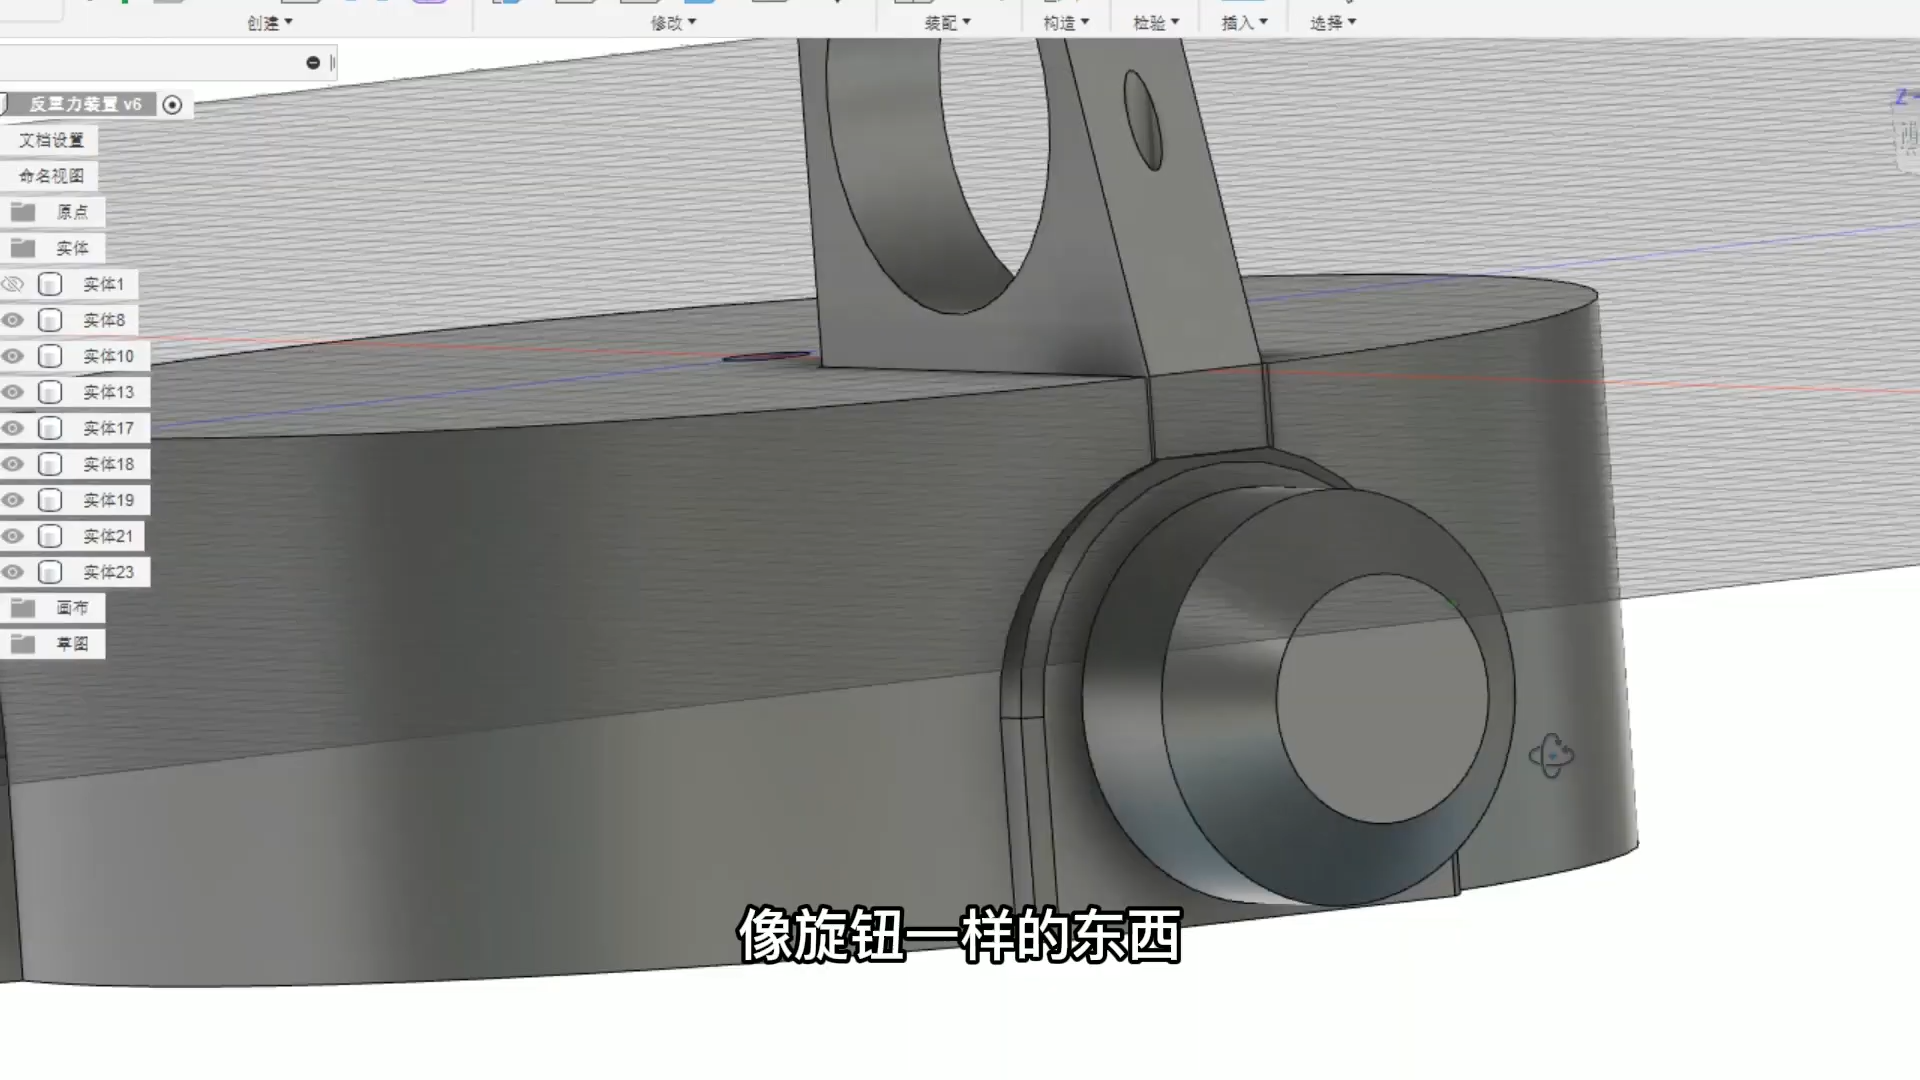 创建 修改 装配 构造 检验 插入 选择
反重力装置 v6
Z
文档设置
命名视图
原点
实体
实体1
实体8
实体10
实体13
实体17
实体18
实体19
实体21
实体23
画布
草图
像旋钮一样的东西